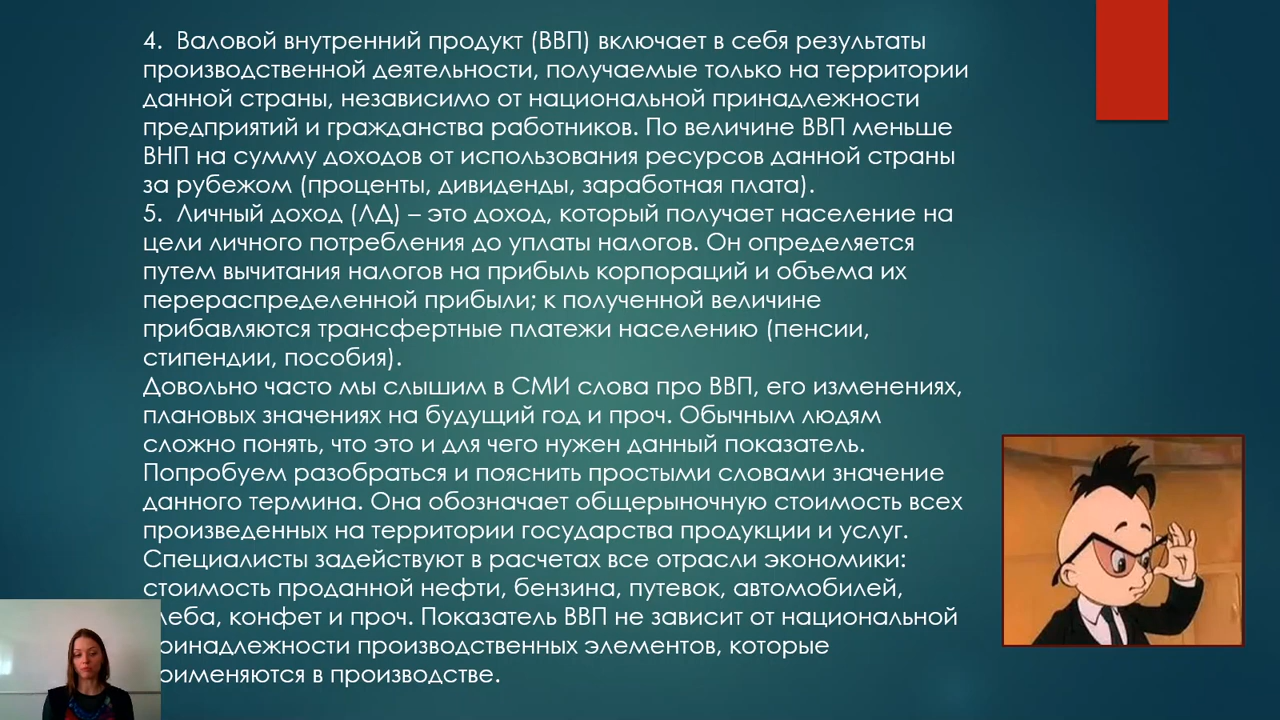 4. Валовой внутренний продукт (ВВП) включает в себя результаты
производственной деятельности, получаемые только на территории
данной страны, независимо от национальной принадлежности
предприятий и гражданства работников. По величине ВВП меньше
ВНП на сумму доходов от использования ресурсов данной страны
за рубежом (проценты, дивиденды, заработная плата).
5. Личный доход (ЛД) – это доход, который получает население на
цели личного потребления до уплаты налогов. Он определяется
путем вычитания налогов на прибыль корпораций и объема их
перераспределенной прибыли; к полученной величине
прибавляются трансфертные платежи населению (пенсии,
стипендии, пособия).
Довольно часто мы слышим в СМИ слова про ВВП, его изменениях,
плановых значениях на будущий год и проч. Обычным людям
сложно понять, что это и для чего нужен данный показатель.
Попробуем разобраться и пояснить простыми словами значение
данного термина. Она обозначает общерыночную стоимость всех
произведенных на территории государства продукции и услуг.
Специалисты задействуют в расчетах все отрасли экономики:
стоимость проданной нефти, бензина, путевок, автомобилей,
леба, конфет и проч. Показатель ВВП не зависит от национальной
ринадлежности производственных элементов, которые
рименяются в производстве.